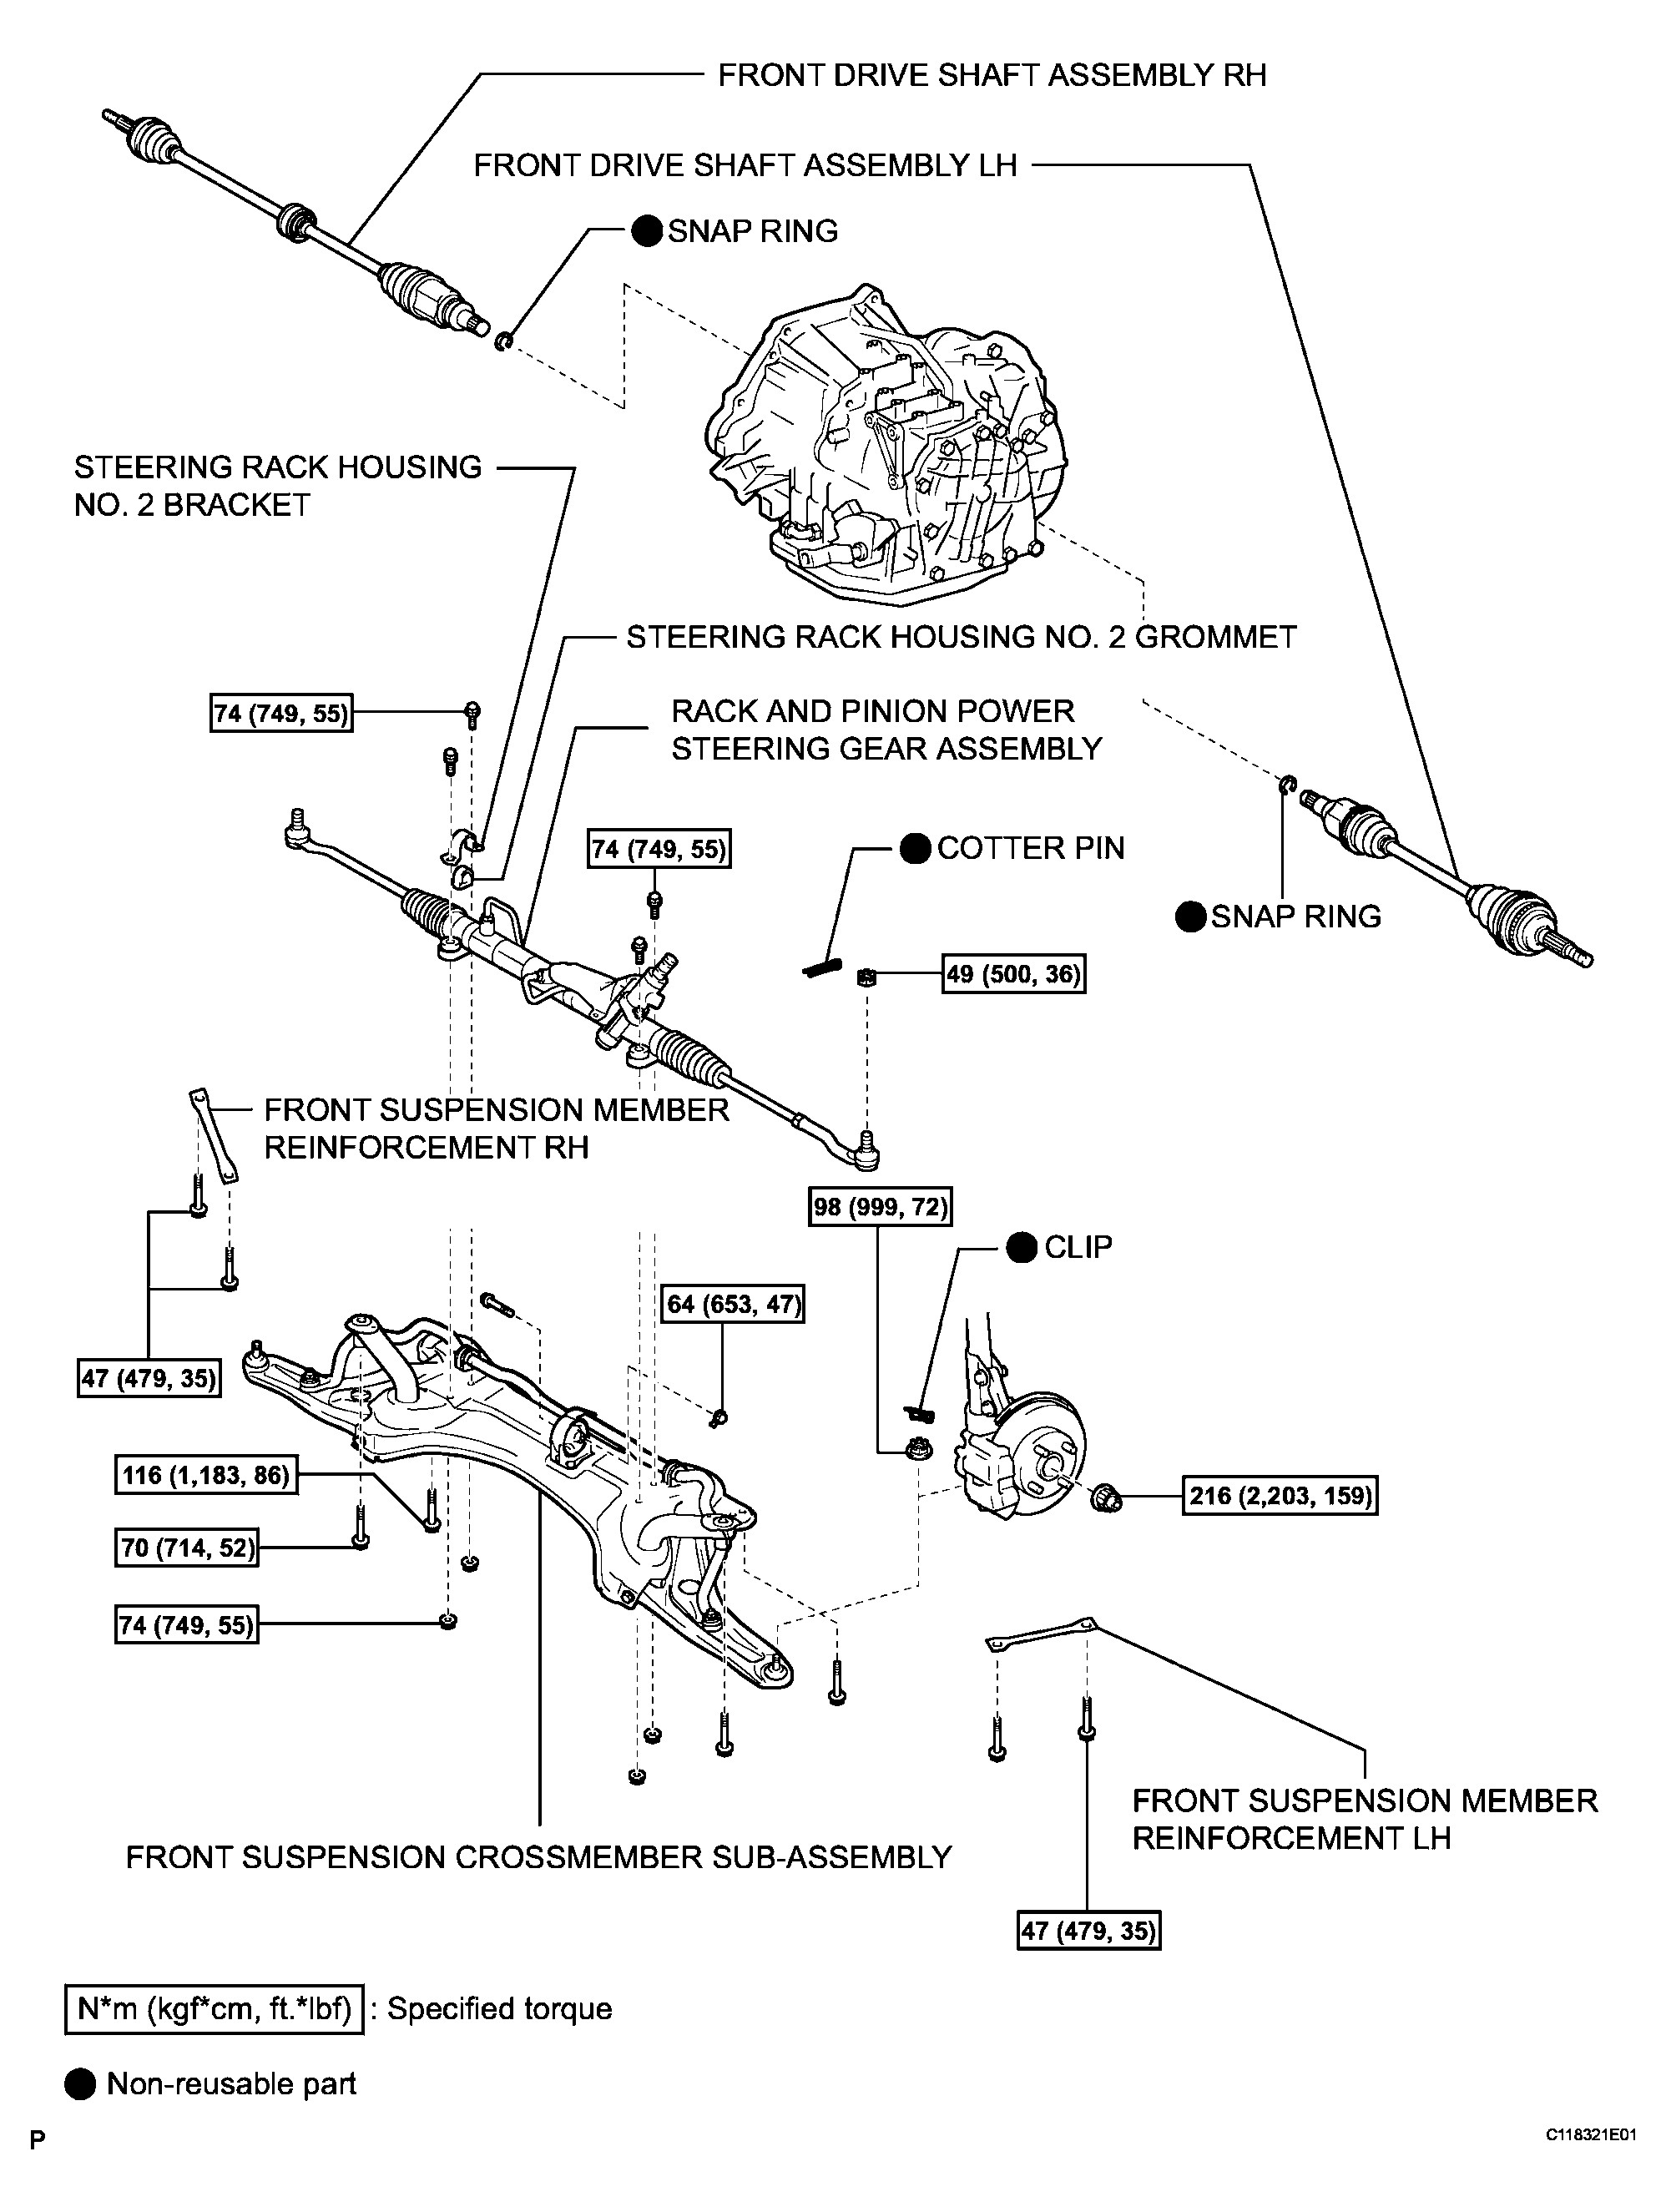 FRONT DRIVE SHAFT ASSEMBLY RH
FRONT DRIVE SHAFT ASSEMBLY LH
SNAP RING
STEERING RACK HOUSING
NO. 2 BRACKET
STEERING RACK HOUSING NO. 2 GROMMET
74 (749, 55)
RACK AND PINION POWER
STEERING GEAR ASSEMBLY
74 (749, 55)
COTTER PIN
SNAP RING
49 (500, 36)
FRONT SUSPENSION MEMBER
REINFORCEMENT RH
98 (999, 72)
CLIP
64 (653, 47)
47 (479, 35)
116 (1,183, 86)
216 (2,203, 159)
70 (714, 52)
74 (749, 55)
FRONT SUSPENSION MEMBER
REINFORCEMENT LH
FRONT SUSPENSION CROSSMEMBER SUB-ASSEMBLY
47 (479, 35)
N*m (kgf*cm, ft.*lbf) : Specified torque
Non-reusable part
P
C118321E01